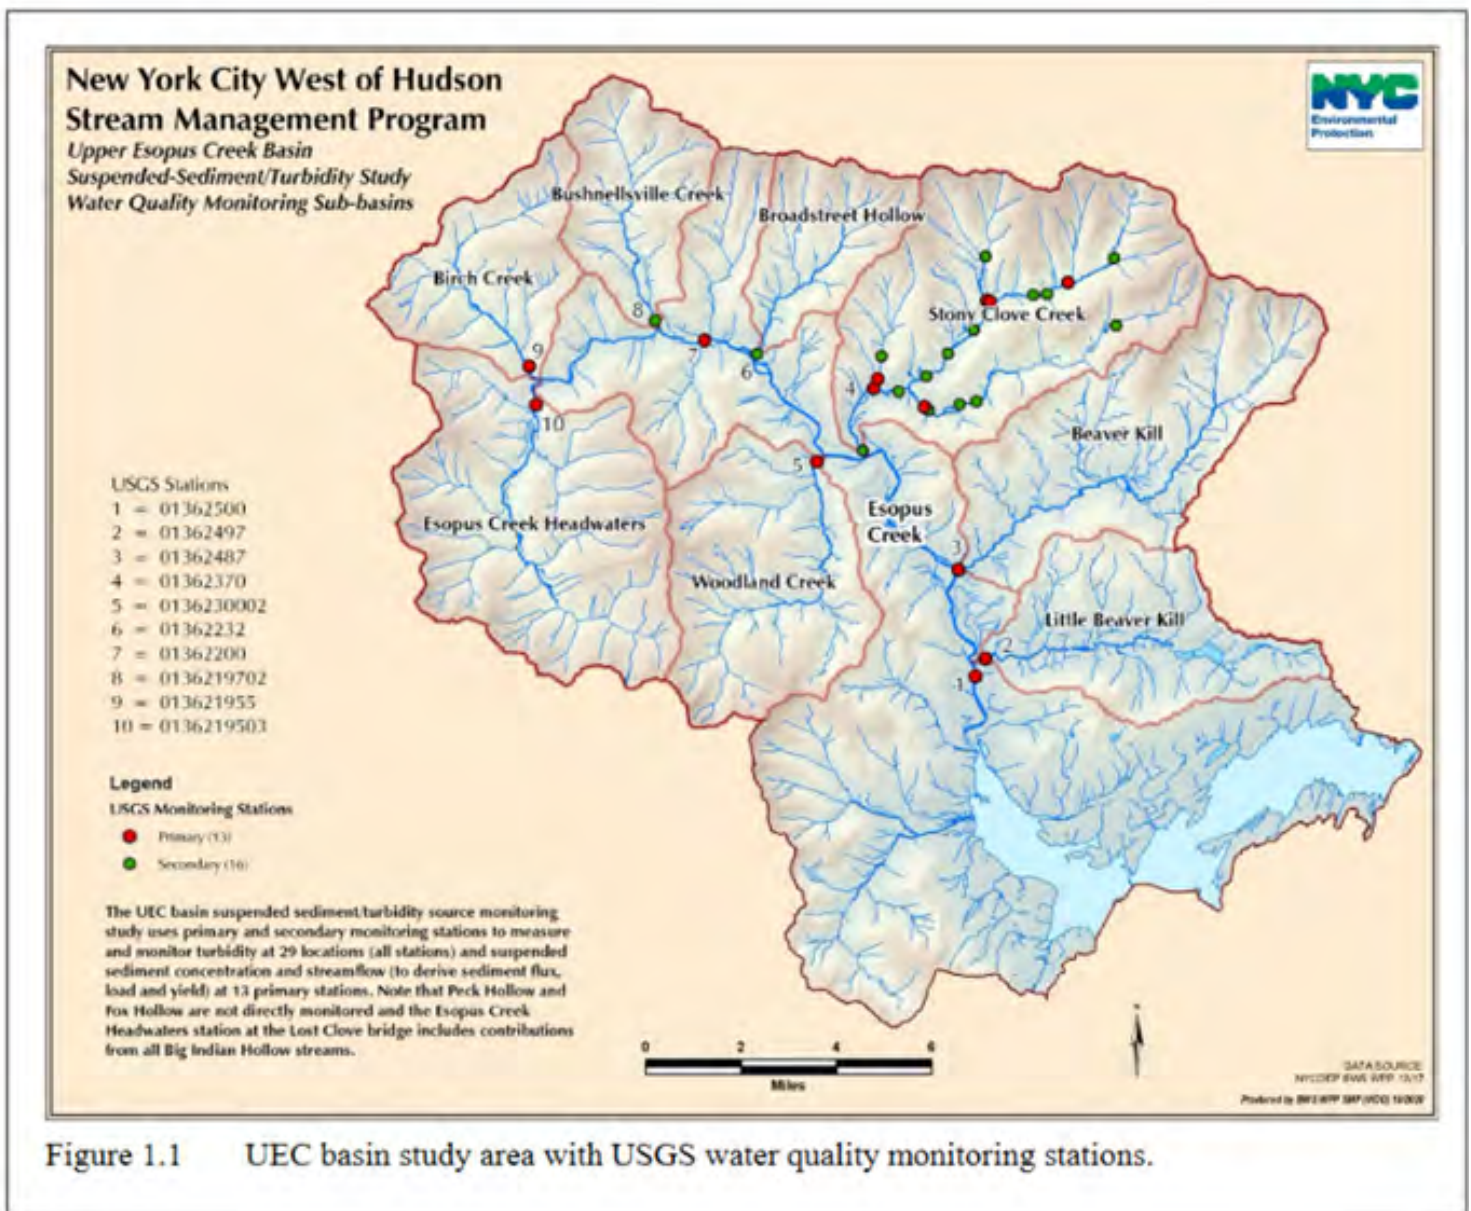 New York City West of Hudson
Stream Management Program
Upper Esopus Creek Basin
Suspended-Sediment/Turbidity Study
Water Quality Monitoring Sub-basins
NYC
Environmental
Protection
Bushnellsville Creek
Broadstreet Hollow
Birch Creek
Stony Clove Creek
8
7
6
9
10
4
5
Beaver Kill
Esopus
Creek
Esopus Creek Headwaters
Woodland Creek
3
Little Beaver Kill
2
1
USGS Stations
1 = 01362500
2 = 01362497
3 = 01362487
4 = 01362370
5 = 0136230002
6 = 01362232
7 = 01362200
8 = 0136219702
9 = 013621955
10 = 0136219503
Legend
USGS Monitoring Stations
Primary (13)
Secondary (16)
The UEC basin suspended sediment/turbidity source monitoring
study uses primary and secondary monitoring stations to measure
and monitor turbidity at 29 locations (all stations) and suspended
sediment concentration and streamflow (to derive sediment flux,
load and yield) at 13 primary stations. Note that Peck Hollow and
Fox Hollow are not directly monitored and the Esopus Creek
Headwaters station at the Lost Clove bridge includes contributions
from all Big Indian Hollow streams.
0 2 4 6
Miles
DATA SOURCE:
Produced by
Figure 1.1 UEC basin study area with USGS water quality monitoring stations.